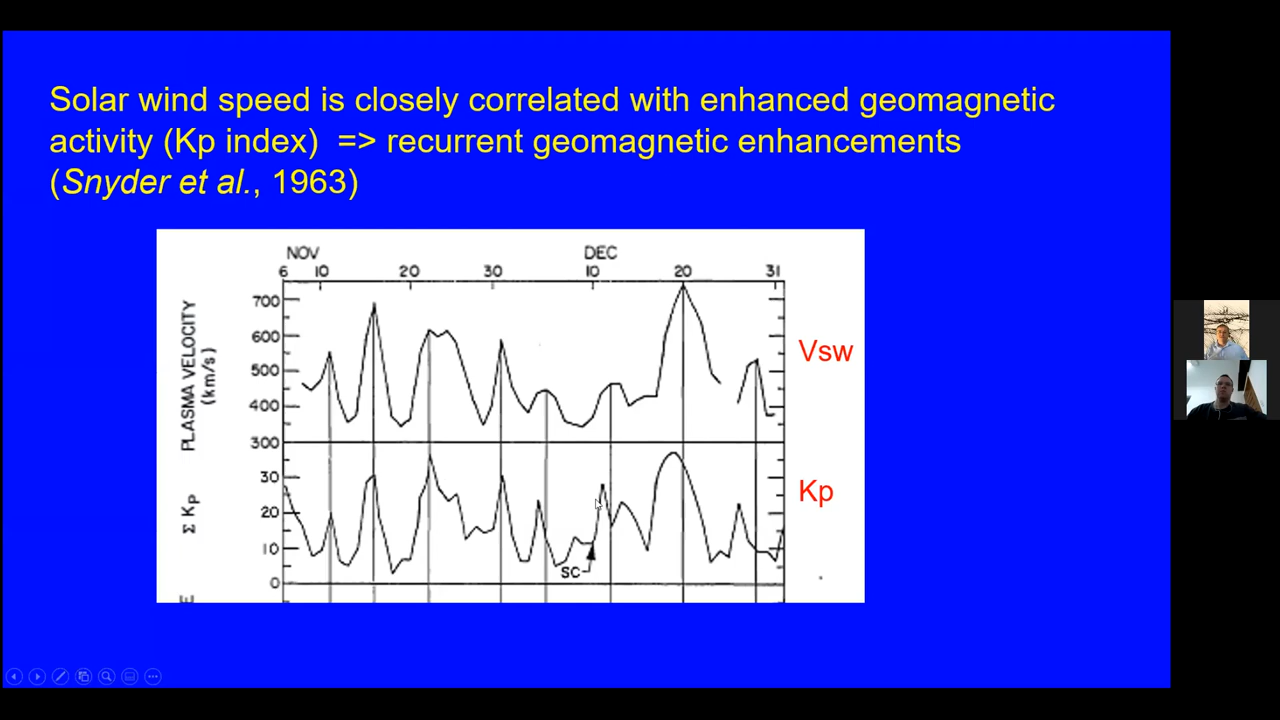 Solar wind speed is closely correlated with enhanced geomagnetic
activity (Kp index) => recurrent geomagnetic enhancements
(Snyder et al., 1963)
NOV DEC
6 10 20 30 10 20 31
PLASMA VELOCITY
(km/s)
700
600
500
400
300
Vsw
Σ Kp
30
20
10
0
Kp
SC
E